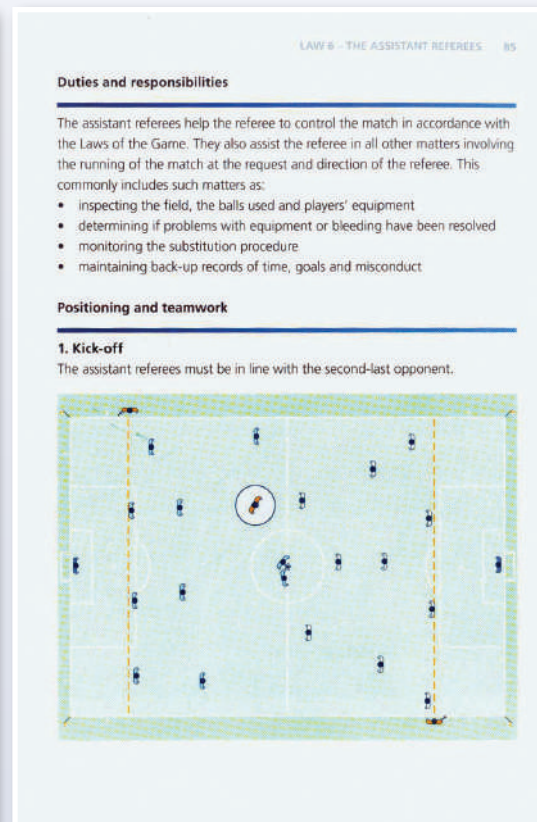 LAW 6 – THE ASSISTANT REFEREES 85
Duties and responsibilities
The assistant referees help the referee to control the match in accordance with
the Laws of the Game. They also assist the referee in all other matters involving
the running of the match at the request and direction of the referee. This
commonly includes such matters as:
• inspecting the field, the balls used and players' equipment
• determining if problems with equipment or bleeding have been resolved
• monitoring the substitution procedure
• maintaining back-up records of time, goals and misconduct
Positioning and teamwork
1. Kick-off
The assistant referees must be in line with the second-last opponent.